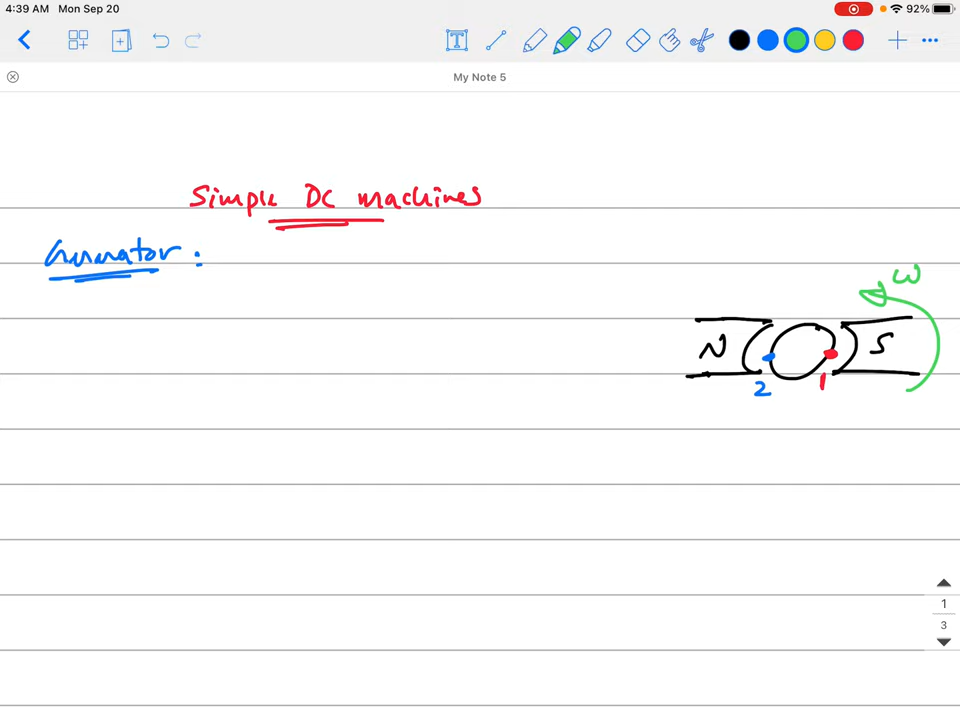 4:39 AM Mon Sep 20
92%
My Note 5
Simple DC machines
Generator :
ω
N S
2 1
1
3